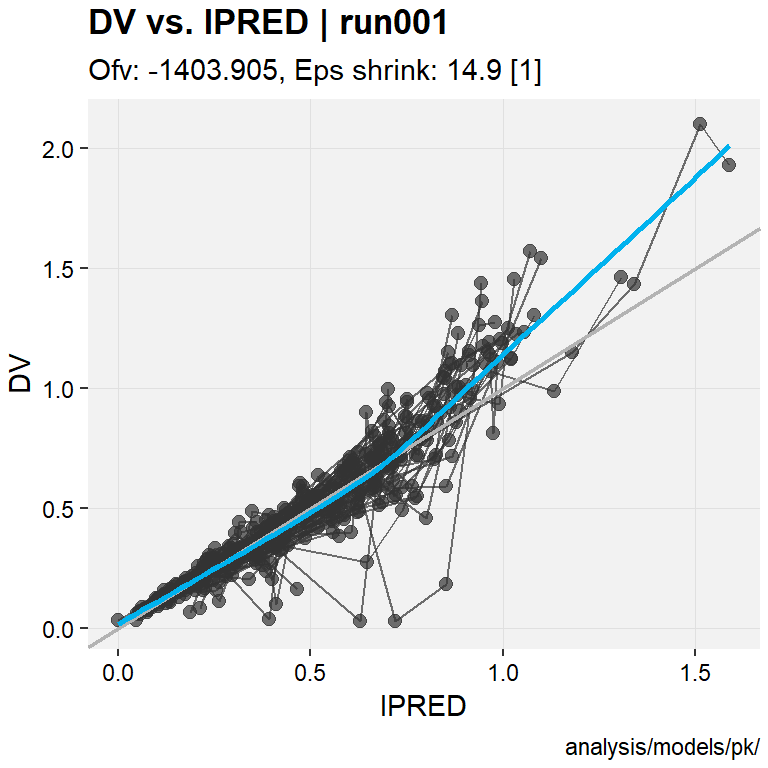 DV vs. IPRED | run001
Ofv: -1403.905, Eps shrink: 14.9 [1]
2.0
1.5
1.0
0.5
0.0
DV
0.0 0.5 1.0 1.5
IPRED
analysis/models/pk/